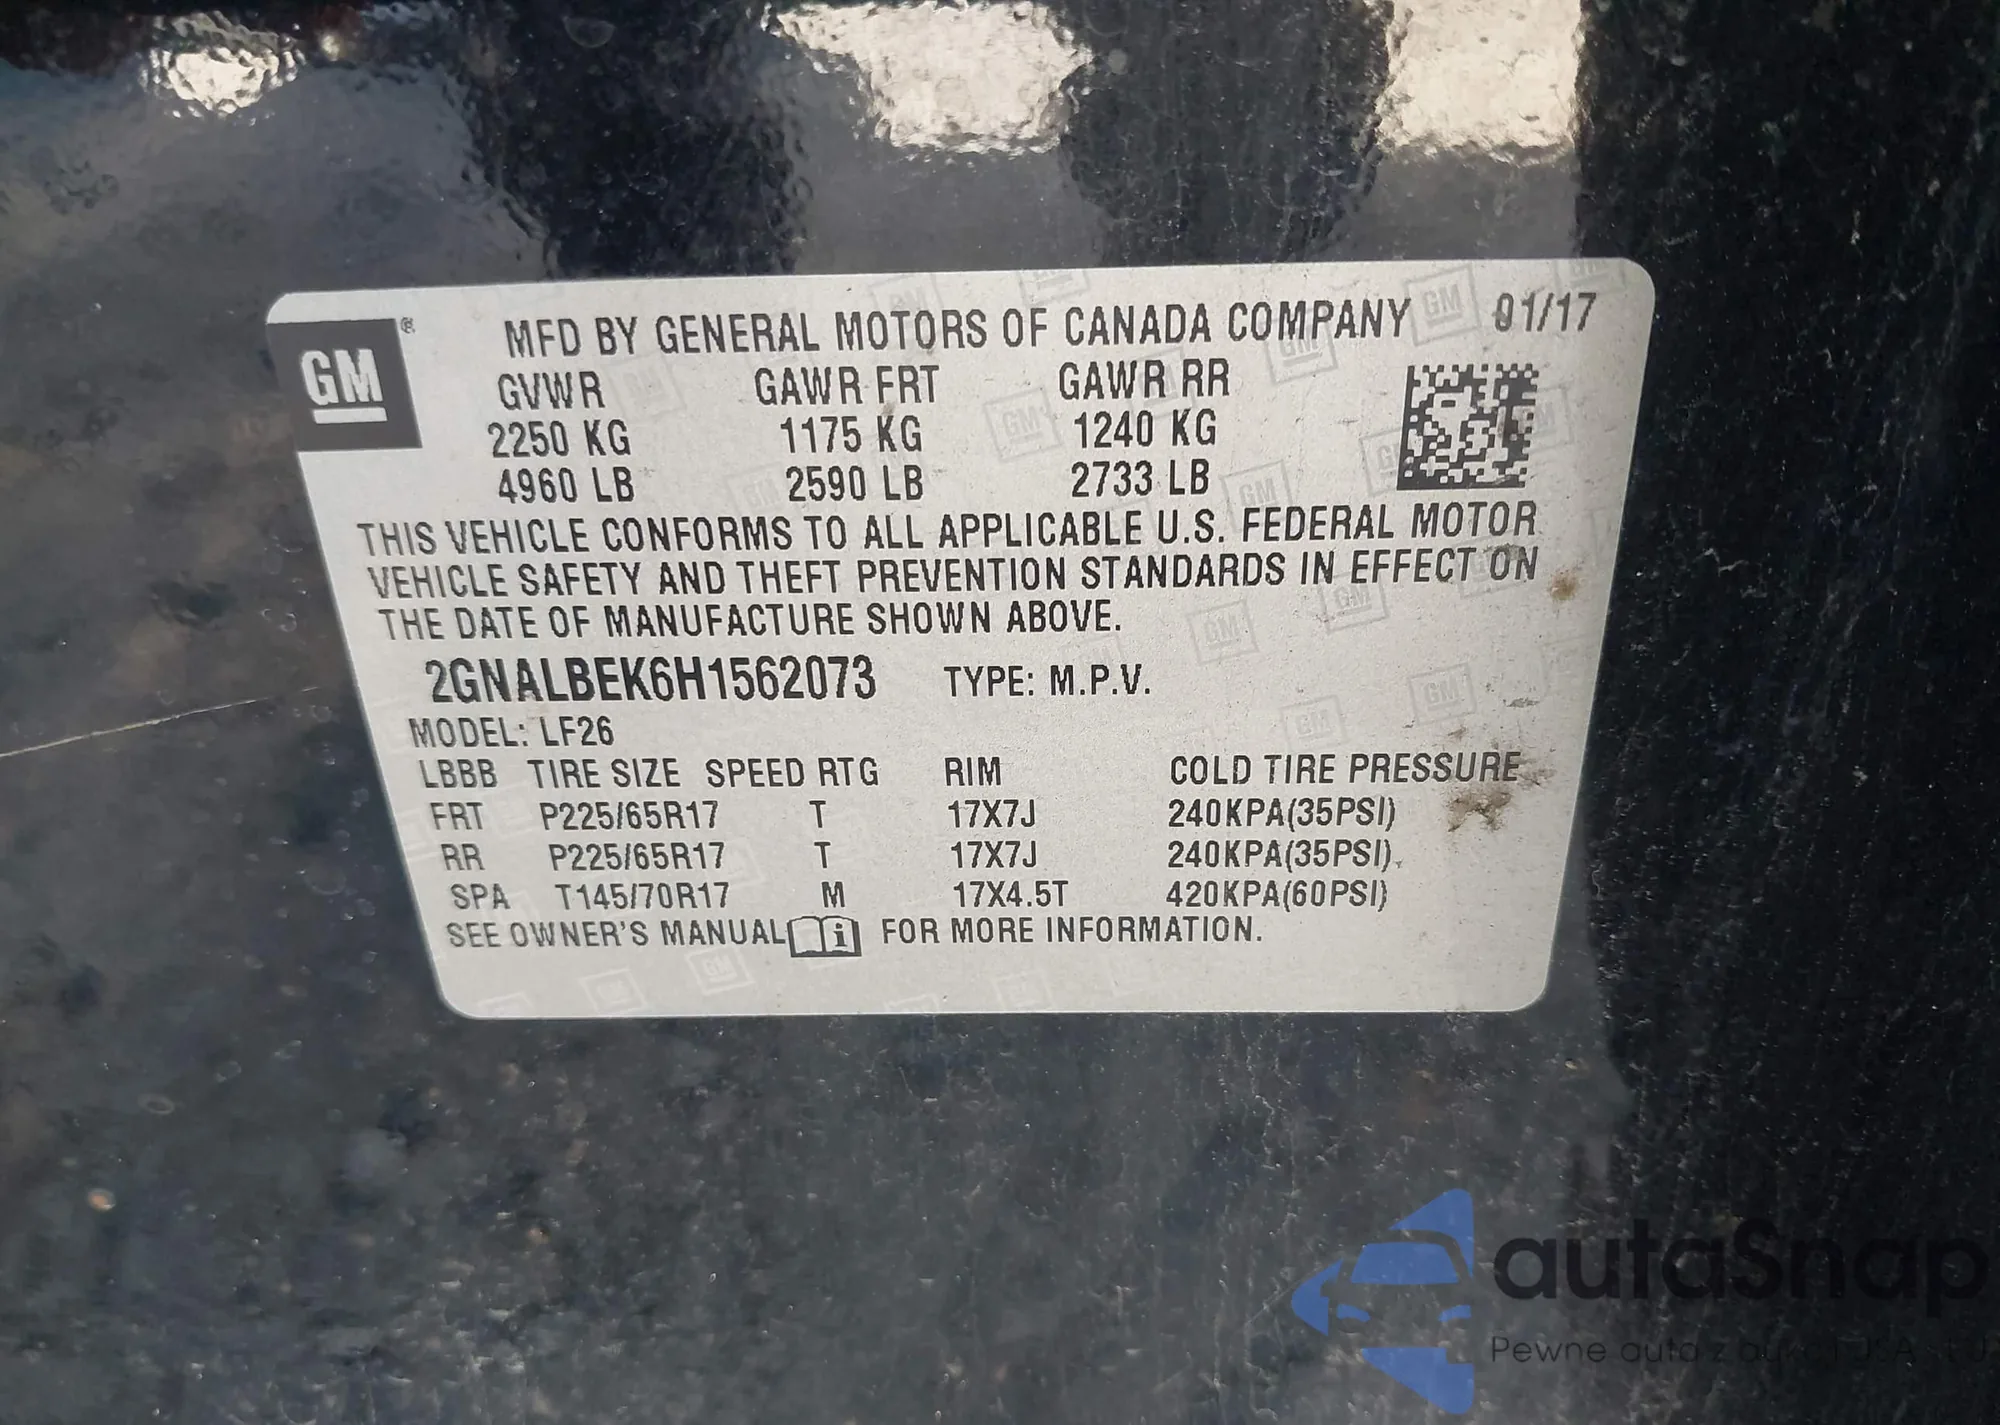 GM
®
MFD BY GENERAL MOTORS OF CANADA COMPANY 01/17
GVWR GAWR FRT GAWR RR
2250 KG 1175 KG 1240 KG
4960 LB 2590 LB 2733 LB
THIS VEHICLE CONFORMS TO ALL APPLICABLE U.S. FEDERAL MOTOR
VEHICLE SAFETY AND THEFT PREVENTION STANDARDS IN EFFECT ON
THE DATE OF MANUFACTURE SHOWN ABOVE.
2GNALBEK6H1562073 TYPE: M.P.V.
MODEL: LF26
LBBB TIRE SIZE SPEED RTG RIM COLD TIRE PRESSURE
FRT P225/65R17 T 17X7J 240KPA(35PSI)
RR P225/65R17 T 17X7J 240KPA(35PSI)
SPA T145/70R17 M 17X4.5T 420KPA(60PSI)
SEE OWNER'S MANUAL i FOR MORE INFORMATION.
autaSnap
Pewne auta z